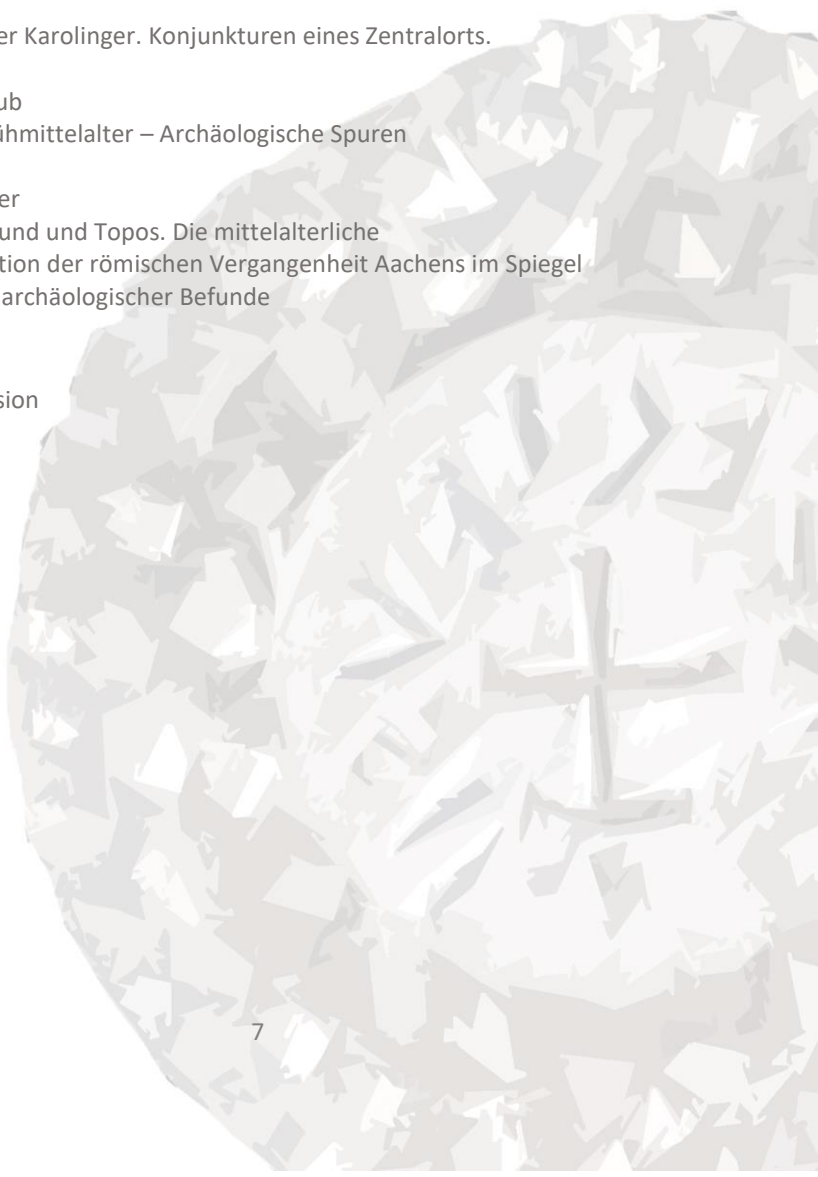 er Karolinger. Konjunkturen eines Zentralorts.
ub
ühmittelalter – Archäologische Spuren
er
und und Topos. Die mittelalterliche
tion der römischen Vergangenheit Aachens im Spiegel
archäologischer Befunde
sion
7